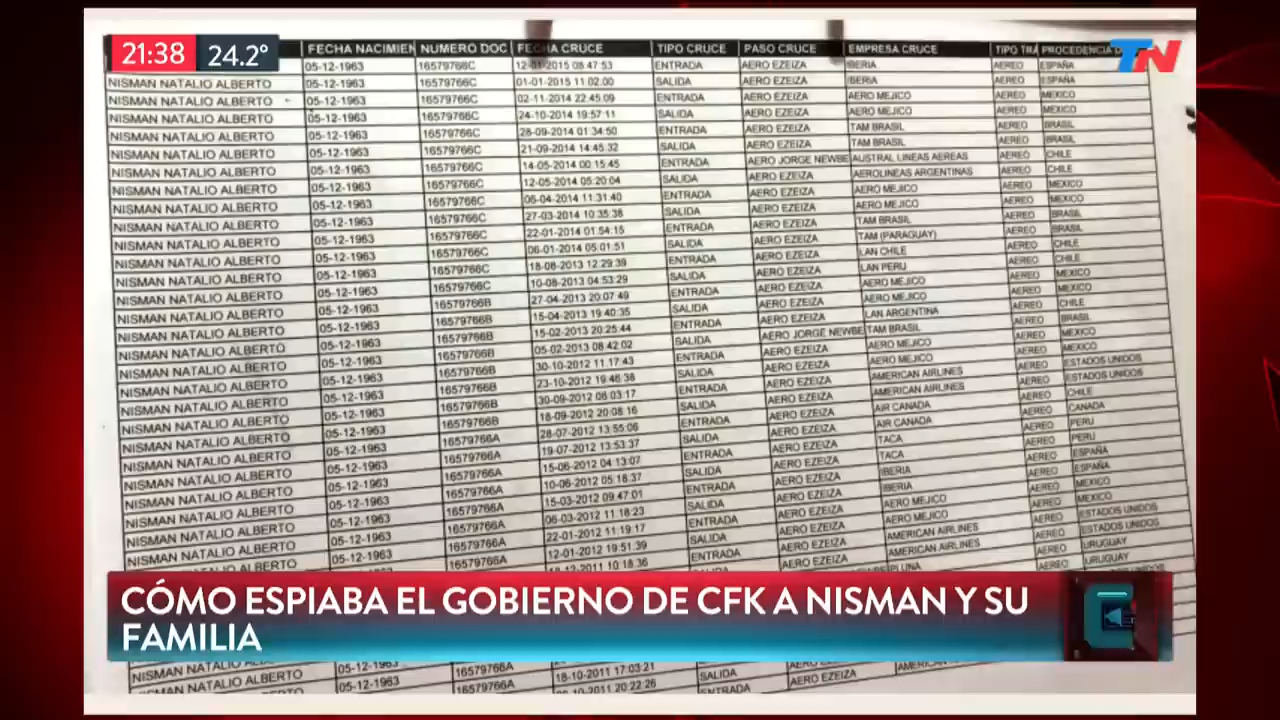 21:38 24.2° TN
FECHA NACIMIEN NUMERO DOC FECHA CRUCE TIPO CRUCE PASO CRUCE EMPRESA CRUCE TIPO TRA PROCEDENCIA
05-12-1963 16579766C 12-01-2015 08:47:53 ENTRADA AERO EZEIZA IBERIA AEREO ESPAÑA
NISMAN NATALIO ALBERTO 05-12-1963 16579766C 01-01-2015 11:02:00 SALIDA AERO EZEIZA IBERIA AEREO ESPAÑA
NISMAN NATALIO ALBERTO 05-12-1963 16579766C 02-11-2014 22:45:09 ENTRADA AERO EZEIZA AERO MEJICO AEREO MEXICO
NISMAN NATALIO ALBERTO 05-12-1963 16579766C 24-10-2014 19:57:11 SALIDA AERO EZEIZA AERO MEJICO AEREO MEXICO
NISMAN NATALIO ALBERTO 05-12-1963 16579766C 28-09-2014 01:34:50 ENTRADA AERO EZEIZA TAM BRASIL AEREO BRASIL
NISMAN NATALIO ALBERTO 05-12-1963 16579766C 21-09-2014 14:45:32 SALIDA AERO EZEIZA TAM BRASIL AEREO BRASIL
NISMAN NATALIO ALBERTO 05-12-1963 16579766C 14-05-2014 00:15:45 ENTRADA AERO JORGE NEWBE AUSTRAL LINEAS AEREAS AEREO CHILE
NISMAN NATALIO ALBERTO 05-12-1963 16579766C 12-05-2014 05:20:04 SALIDA AERO EZEIZA AEROLINEAS ARGENTINAS AEREO CHILE
NISMAN NATALIO ALBERTO 05-12-1963 16579766C 06-04-2014 11:31:40 ENTRADA AERO EZEIZA AERO MEJICO AEREO MEXICO
NISMAN NATALIO ALBERTO 05-12-1963 16579766C 27-03-2014 10:35:38 SALIDA AERO EZEIZA AERO MEJICO AEREO MEXICO
NISMAN NATALIO ALBERTO 05-12-1963 16579766C 22-01-2014 01:54:15 ENTRADA AERO EZEIZA TAM BRASIL AEREO BRASIL
NISMAN NATALIO ALBERTO 05-12-1963 16579766C 06-01-2014 05:01:51 SALIDA AERO EZEIZA TAM (PARAGUAY) AEREO BRASIL
NISMAN NATALIO ALBERTO 05-12-1963 16579766C 18-08-2013 12:29:39 ENTRADA AERO EZEIZA LAN CHILE AEREO CHILE
NISMAN NATALIO ALBERTO 05-12-1963 16579766C 10-08-2013 04:53:29 SALIDA AERO EZEIZA LAN PERU AEREO CHILE
NISMAN NATALIO ALBERTO 05-12-1963 16579766B 27-04-2013 20:07:49 ENTRADA AERO EZEIZA AERO MEJICO AEREO MEXICO
NISMAN NATALIO ALBERTO 05-12-1963 16579766B 15-04-2013 19:40:35 SALIDA AERO EZEIZA AERO MEJICO AEREO MEXICO
NISMAN NATALIO ALBERTO 05-12-1963 16579766B 15-02-2013 20:25:44 ENTRADA AERO JORGE NEWBE LAN ARGENTINA AEREO CHILE
NISMAN NATALIO ALBERTO 05-12-1963 16579766B 05-02-2013 08:42:02 SALIDA AERO EZEIZA TAM BRASIL AEREO BRASIL
NISMAN NATALIO ALBERTO 05-12-1963 16579766B 30-10-2012 11:17:43 ENTRADA AERO EZEIZA AERO MEJICO AEREO MEXICO
NISMAN NATALIO ALBERTO 05-12-1963 16579766B 23-10-2012 19:46:38 SALIDA AERO EZEIZA AERO MEJICO AEREO MEXICO
NISMAN NATALIO ALBERTO 05-12-1963 16579766B 30-09-2012 06:03:17 ENTRADA AERO EZEIZA AMERICAN AIRLINES AEREO ESTADOS UNIDOS
NISMAN NATALIO ALBERTO 05-12-1963 16579766B 18-09-2012 20:08:16 SALIDA AERO EZEIZA AMERICAN AIRLINES AEREO ESTADOS UNIDOS
NISMAN NATALIO ALBERTO 05-12-1963 16579766A 28-07-2012 13:55:06 ENTRADA AERO EZEIZA AIR CANADA AEREO CHILE
NISMAN NATALIO ALBERTO 05-12-1963 16579766A 19-07-2012 13:53:37 SALIDA AERO EZEIZA AIR CANADA AEREO CANADA
NISMAN NATALIO ALBERTO 05-12-1963 16579766A 15-06-2012 04:13:07 ENTRADA AERO EZEIZA TACA AEREO PERU
NISMAN NATALIO ALBERTO 05-12-1963 16579766A 10-06-2012 05:18:37 SALIDA AERO EZEIZA TACA AEREO PERU
NISMAN NATALIO ALBERTO 05-12-1963 16579766A 15-03-2012 09:47:01 ENTRADA AERO EZEIZA IBERIA AEREO ESPAÑA
NISMAN NATALIO ALBERTO 05-12-1963 16579766A 06-03-2012 11:18:23 SALIDA AERO EZEIZA IBERIA AEREO ESPAÑA
22-01-2012 11:19:17 ENTRADA AERO EZEIZA AERO MEJICO AEREO MEXICO
12-01-2012 19:51:39 SALIDA AERO EZEIZA AERO MEJICO AEREO MEXICO
18-12-2011 10:18:36 ENTRADA AERO EZEIZA AMERICAN AIRLINES AEREO ESTADOS UNIDOS
AMERICAN AIRLINES AEREO ESTADOS UNIDOS
PLUNA AEREO URUGUAY
URUGUAY
CÓMO ESPIABA EL GOBIERNO DE CFK A NISMAN Y SU
FAMILIA
NISMAN NATALIO ALBERTO 05-12-1963 16579766A 18-10-2011 17:03:21 SALIDA AERO EZEIZA
NISMAN NATALIO ALBERTO 05-12-1963 16579766A 2011 20:22:26 ENTRADA AERO EZEIZA